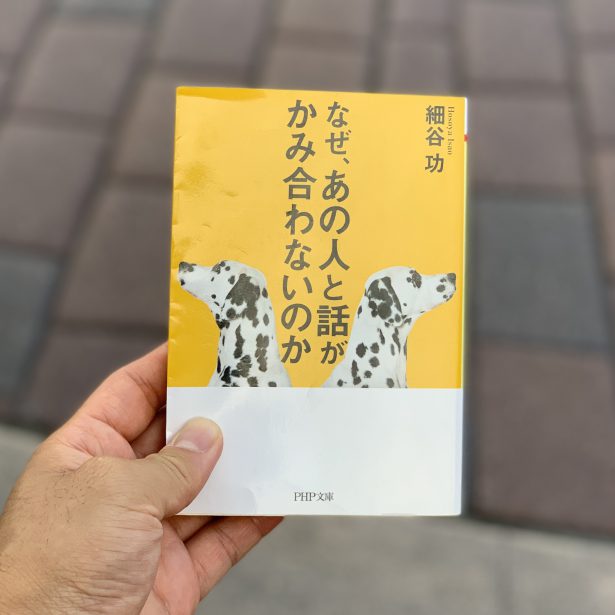 なぜ、あの人と話が
かみ合わないのか
細谷 功
Hosoya Isao
PHP文庫